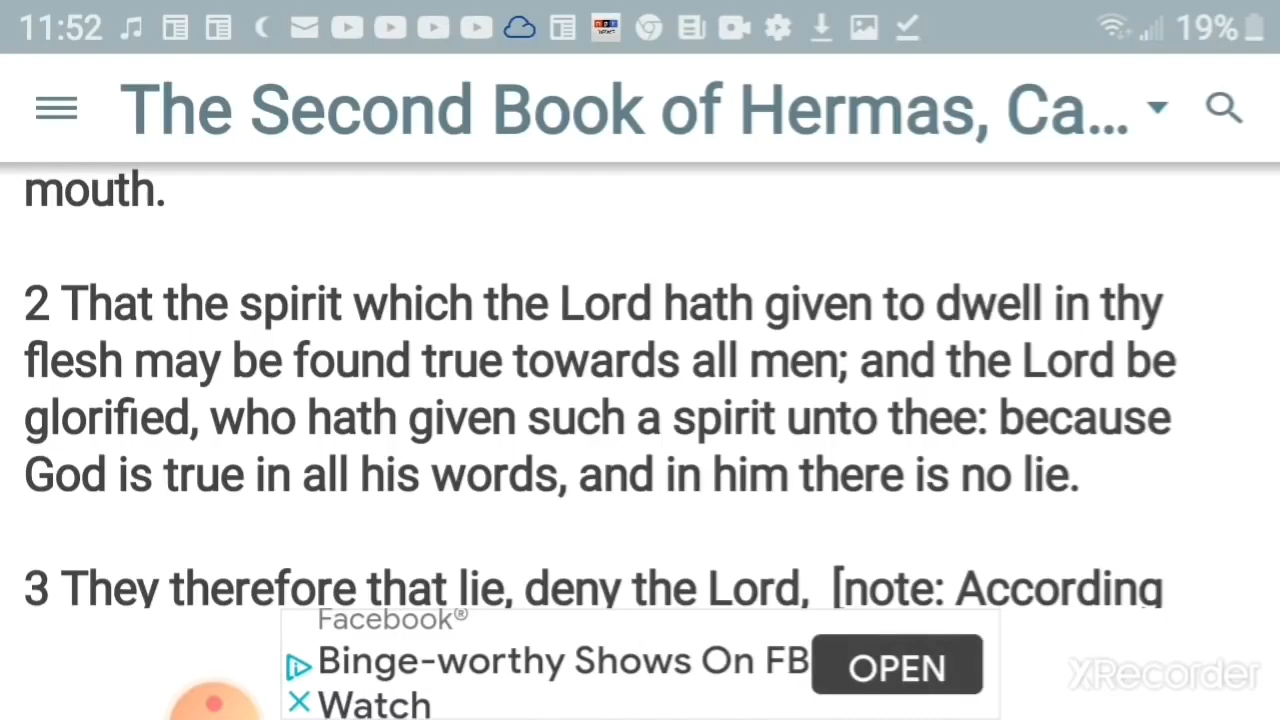 11:52 19%
The Second Book of Hermas, Ca...
mouth.
2 That the spirit which the Lord hath given to dwell in thy
flesh may be found true towards all men; and the Lord be
glorified, who hath given such a spirit unto thee: because
God is true in all his words, and in him there is no lie.
3 They therefore that lie, deny the Lord, [note: According
Facebook®
Binge-worthy Shows On FB
Watch
OPEN
XRecorder